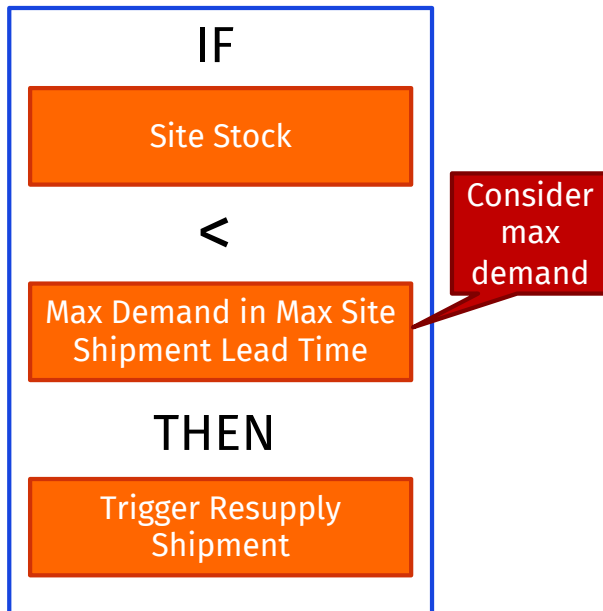 IF
Site Stock
<
Max Demand in Max Site
Shipment Lead Time
Consider
max
demand
THEN
Trigger Resupply
Shipment